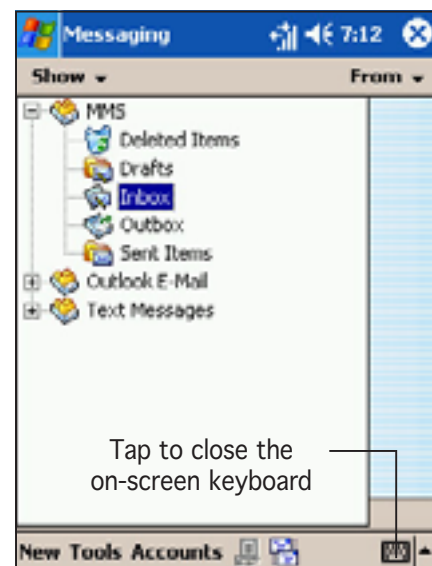 Messaging 7:12
Show From
MMS
Deleted Items
Drafts
Inbox
Outbox
Sent Items
Outlook E-Mail
Text Messages
Tap to close the
on-screen keyboard
New Tools Accounts